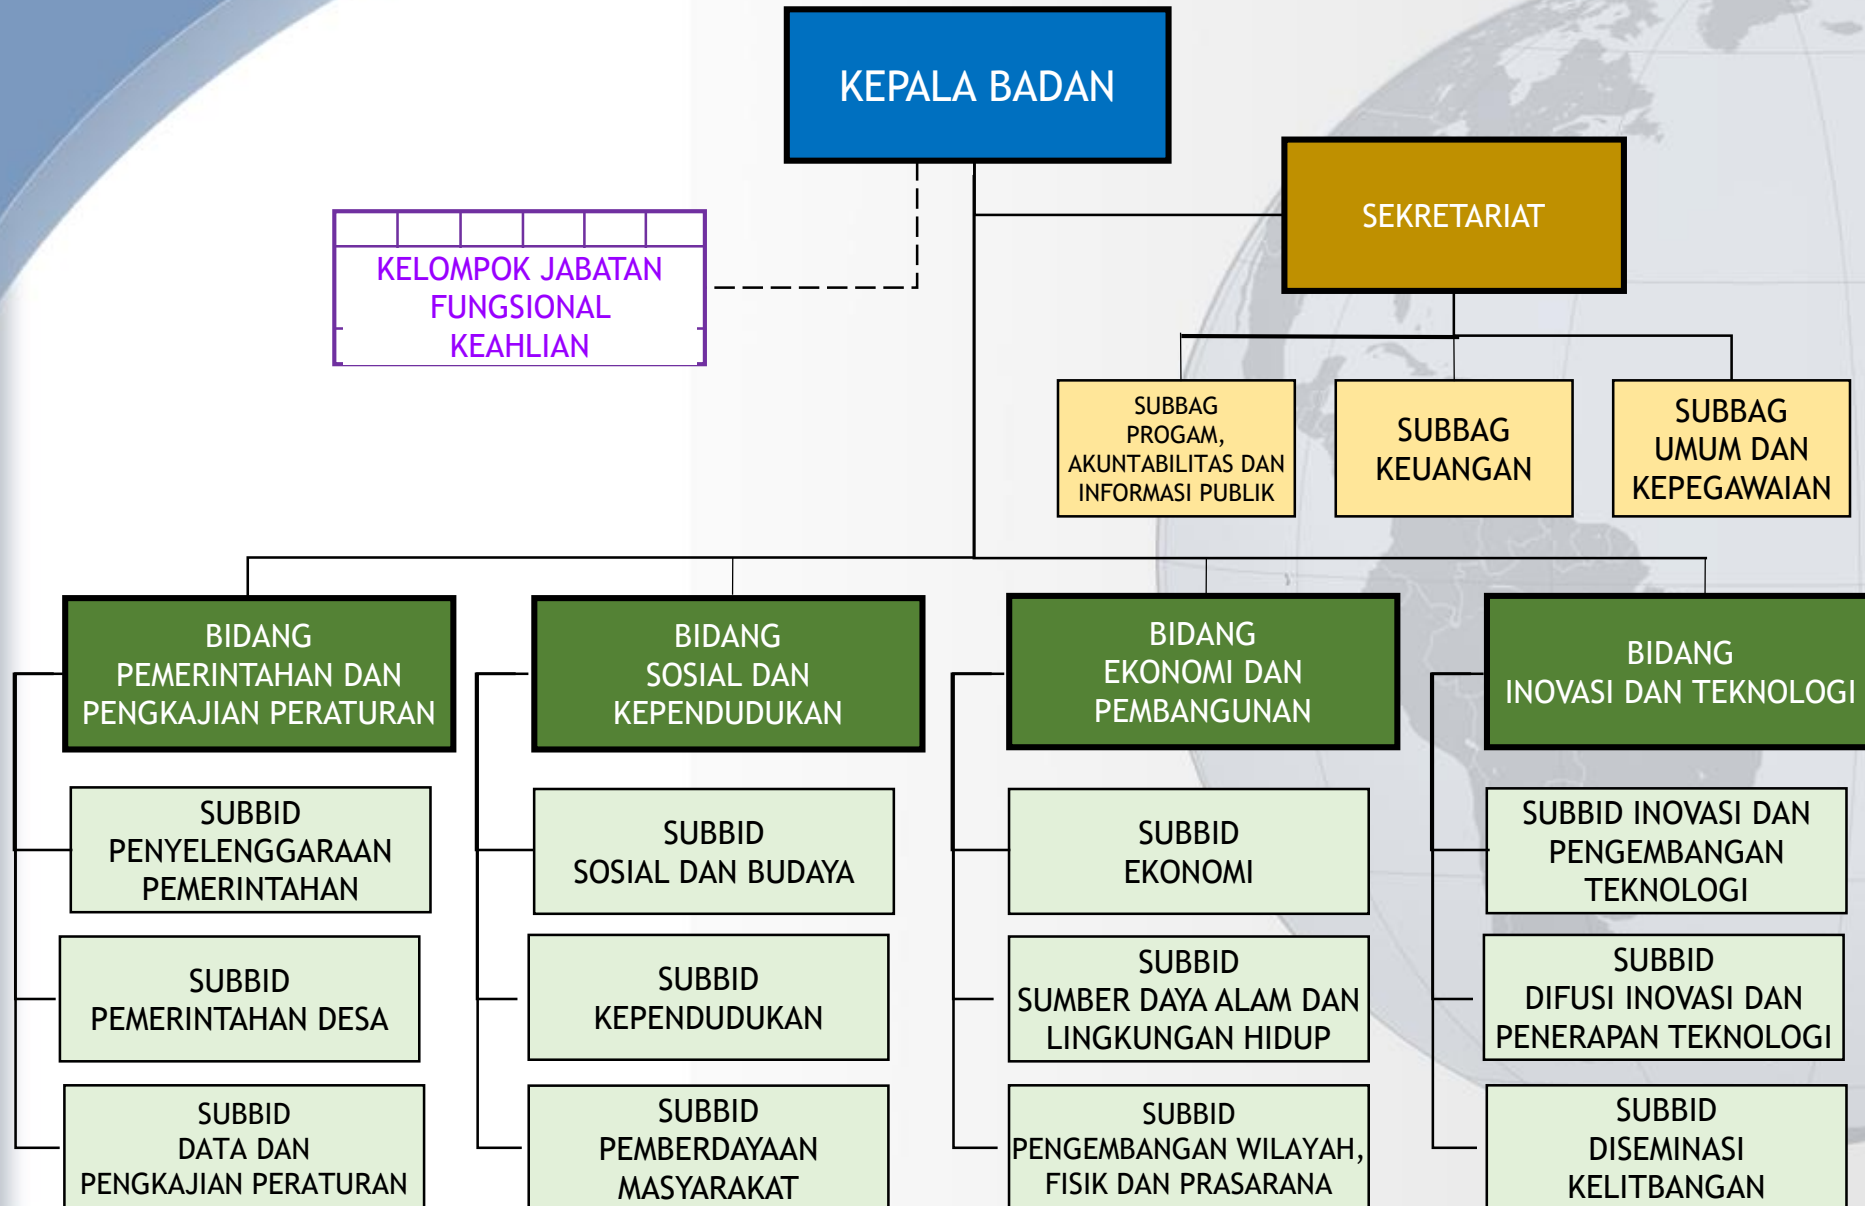 KEPALA BADAN
SEKRETARIAT
KELOMPOK JABATAN
FUNGSIONAL
KEAHLIAN
SUBBAG
PROGAM,
AKUNTABILITAS DAN
INFORMASI PUBLIK
SUBBAG
KEUANGAN
SUBBAG
UMUM DAN
KEPEGAWAIAN
BIDANG
PEMERINTAHAN DAN
PENGKAJIAN PERATURAN
BIDANG
SOSIAL DAN
KEPENDUDUKAN
BIDANG
EKONOMI DAN
PEMBANGUNAN
BIDANG
INOVASI DAN TEKNOLOGI
SUBBID
PENYELENGGARAAN
PEMERINTAHAN
SUBBID
SOSIAL DAN BUDAYA
SUBBID
EKONOMI
SUBBID INOVASI DAN
PENGEMBANGAN
TEKNOLOGI
SUBBID
PEMERINTAHAN DESA
SUBBID
KEPENDUDUKAN
SUBBID
SUMBER DAYA ALAM DAN
LINGKUNGAN HIDUP
SUBBID
DIFUSI INOVASI DAN
PENERAPAN TEKNOLOGI
SUBBID
DATA DAN
PENGKAJIAN PERATURAN
SUBBID
PEMBERDAYAAN
MASYARAKAT
SUBBID
PENGEMBANGAN WILAYAH,
FISIK DAN PRASARANA
SUBBID
DISEMINASI
KELITBANGAN